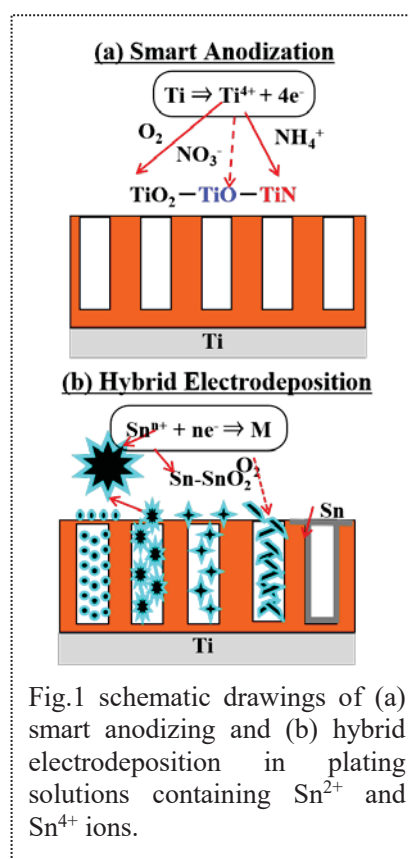 (a) Smart Anodization
Ti ⇒ Ti⁴⁺ + 4e⁻
O₂
NO₃⁻
NH₄⁺
TiO₂ − TiO − TiN
Ti
(b) Hybrid Electrodeposition
Snⁿ⁺ + ne⁻ ⇒ M
Sn-SnO₂
O₂
Sn
Ti
Fig.1 schematic drawings of (a)
smart anodizing and (b) hybrid
electrodeposition in plating
solutions containing Sn²⁺ and
Sn⁴⁺ ions.